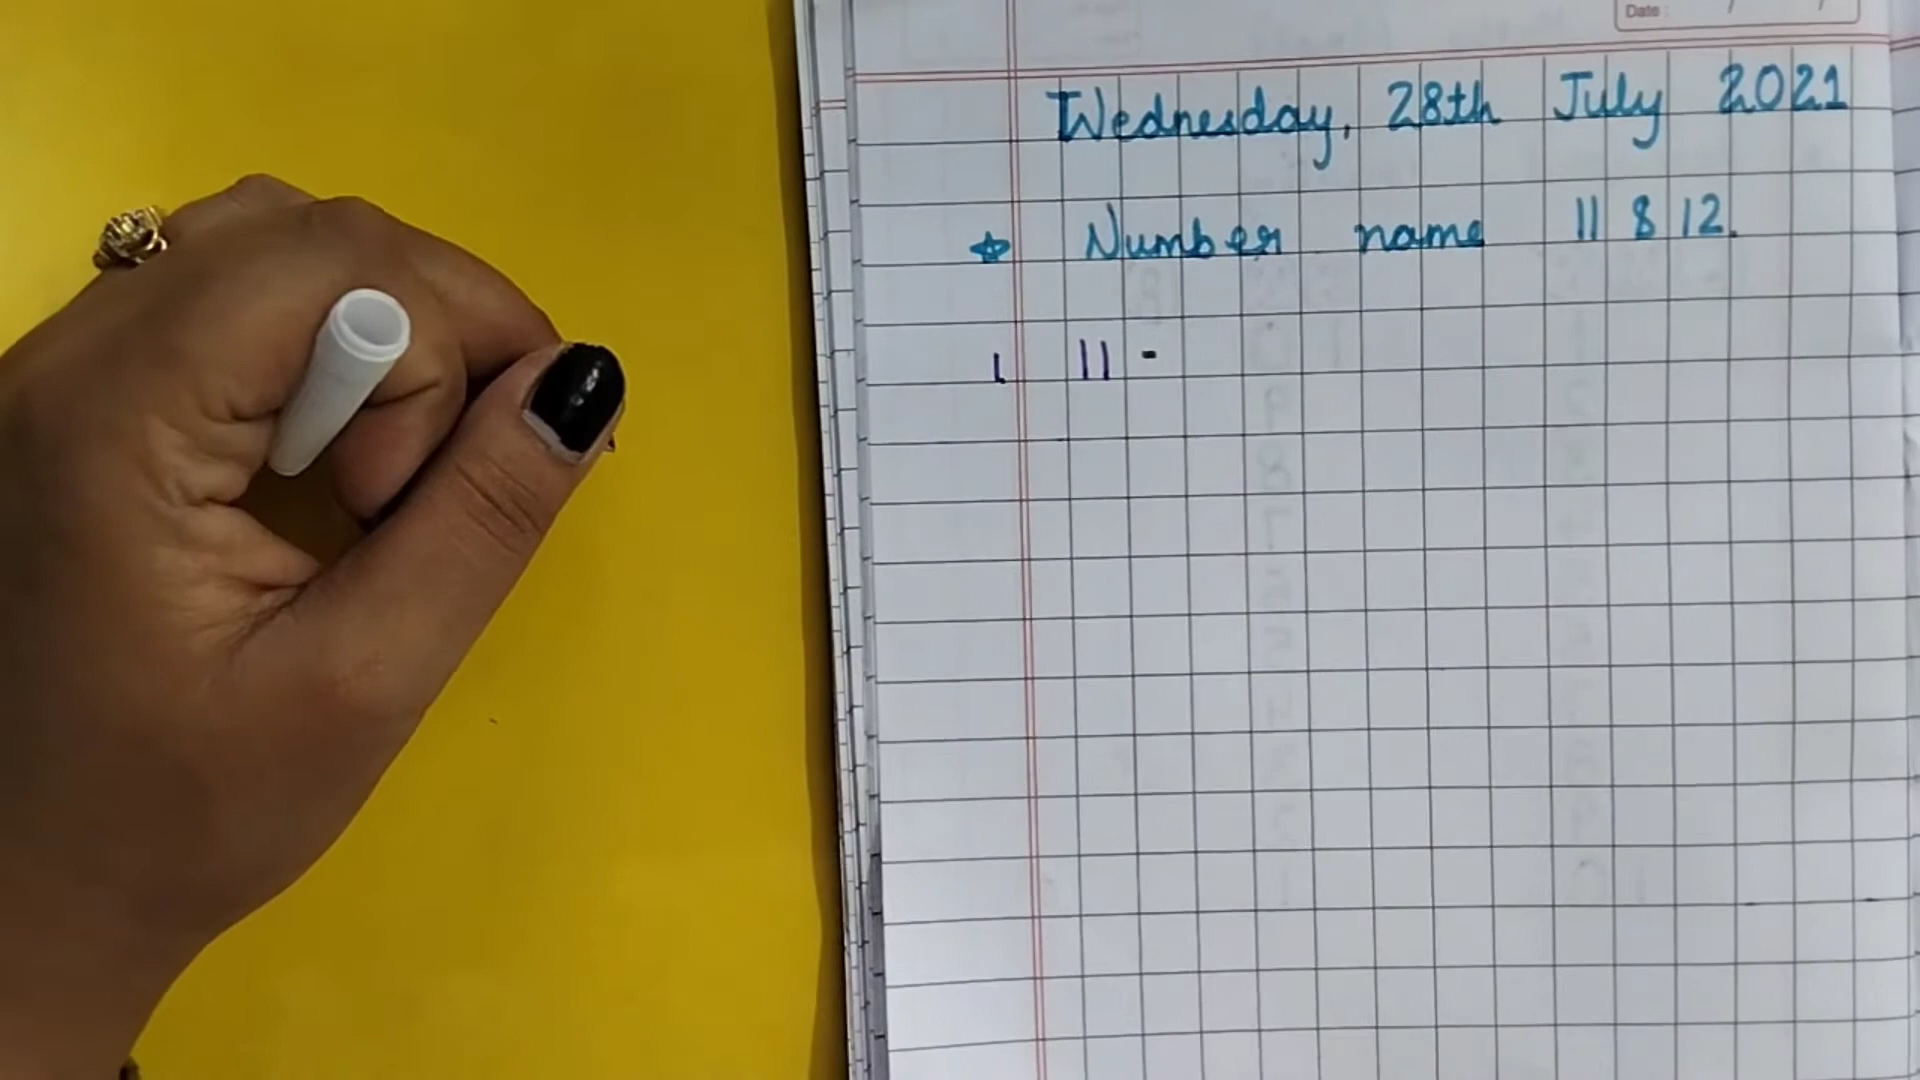 Date: / /
Wednesday, 28th July 2021
☆ Number name 11 & 12.
1 11 -